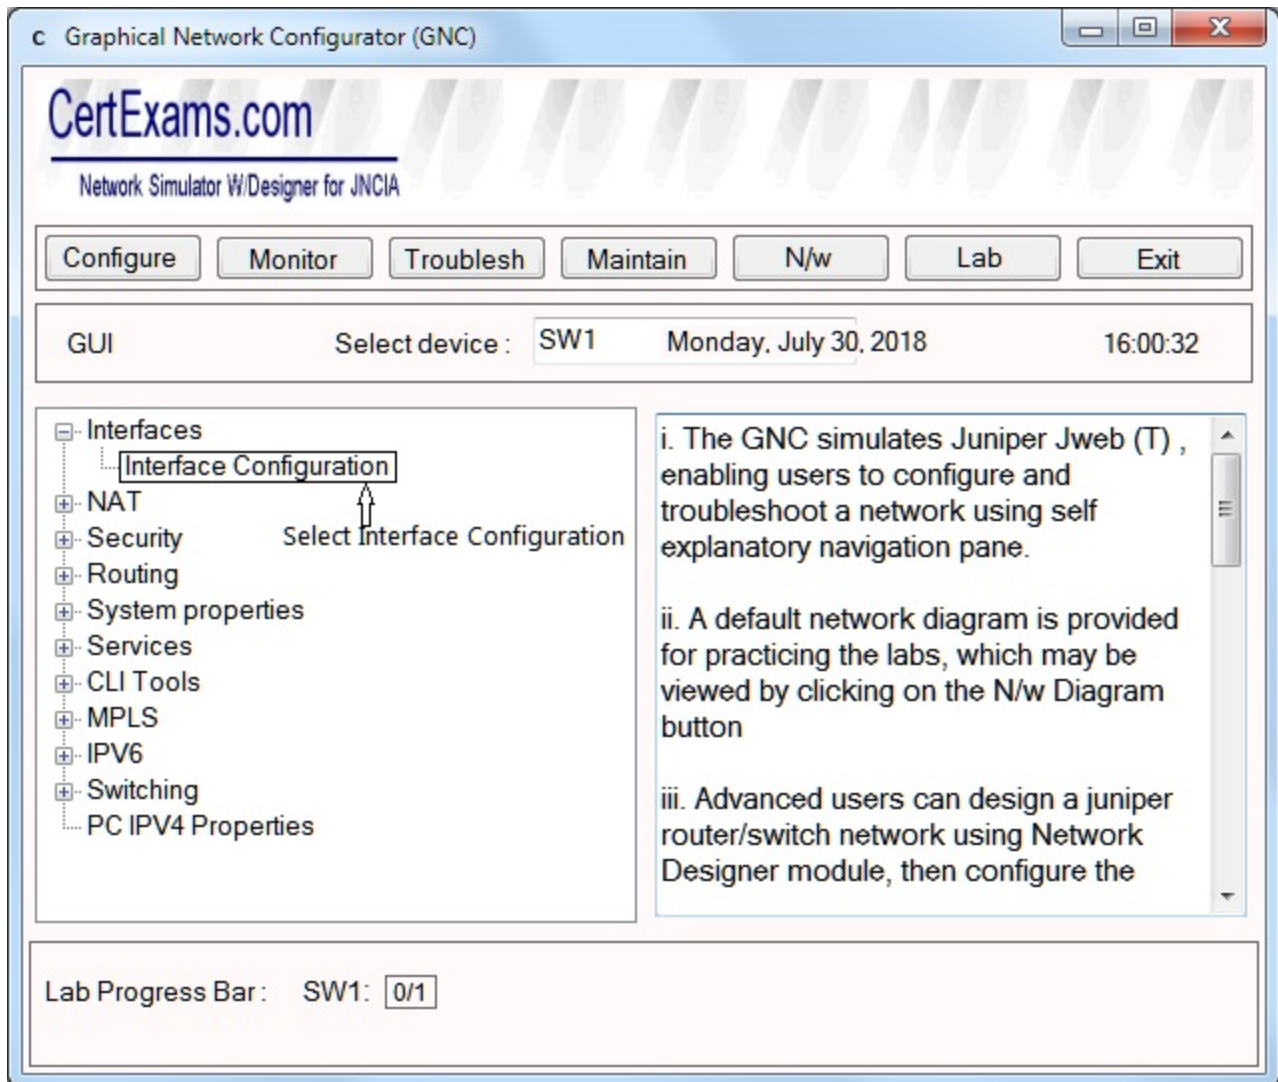 C Graphical Network Configurator (GNC)
CertExams.com
Network Simulator W/Designer for JNCIA
Configure Monitor Troublesh Maintain N/w Lab Exit
GUI Select device : SW1 Monday, July 30, 2018 16:00:32
Interfaces
Interface Configuration
NAT
Select Interface Configuration
Security
Routing
System properties
Services
CLI Tools
MPLS
IPV6
Switching
PC IPV4 Properties
i. The GNC simulates Juniper Jweb (T) ,
enabling users to configure and
troubleshoot a network using self
explanatory navigation pane.
ii. A default network diagram is provided
for practicing the labs, which may be
viewed by clicking on the N/w Diagram
button
iii. Advanced users can design a juniper
router/switch network using Network
Designer module, then configure the
Lab Progress Bar : SW1: 0/1